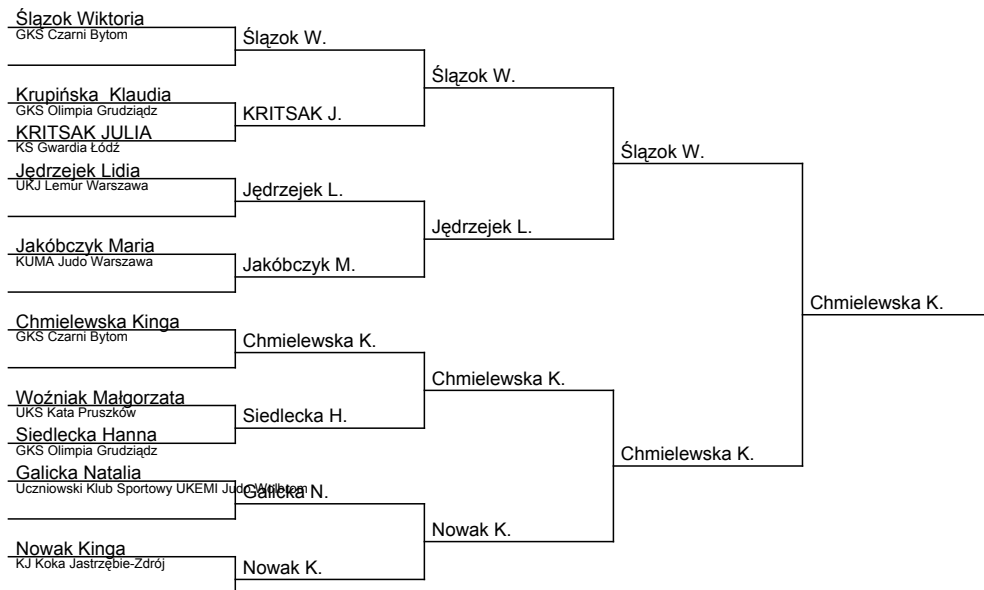 Ślązok Wiktoria
GKS Czarni Bytom
Krupińska Klaudia
GKS Olimpia Grudziądz
KRITSAK JULIA
KS Gwardia Łódź
Jędrzejek Lidia
UKJ Lemur Warszawa
Jakóbczyk Maria
KUMA Judo Warszawa
Chmielewska Kinga
GKS Czarni Bytom
Woźniak Małgorzata
UKS Kata Pruszków
Siedlecka Hanna
GKS Olimpia Grudziądz
Galicka Natalia
Uczniowski Klub Sportowy UKEMI Judo Wolbrom
Nowak Kinga
KJ Koka Jastrzębie-Zdrój
Ślązok W.
KRITSAK J.
Jędrzejek L.
Jakóbczyk M.
Chmielewska K.
Siedlecka H.
Galicka N.
Nowak K.
Ślązok W.
Jędrzejek L.
Chmielewska K.
Nowak K.
Ślązok W.
Chmielewska K.
Chmielewska K.